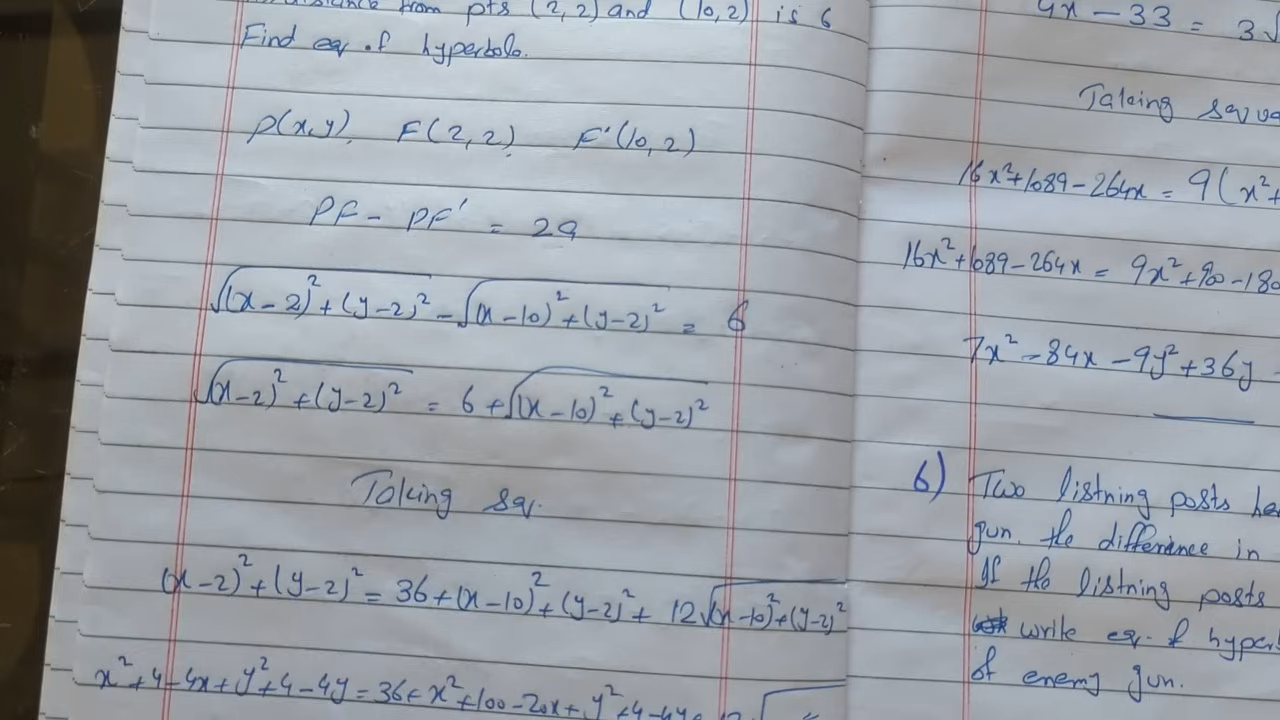 from pts (2,2) and (10,2) is 6
Find eq. of hyperbola.
P(x,y), F(2,2), F'(10,2)
PF - PF' = 2a
√(x-2)²+(y-2)² - √(x-10)²+(y-2)² = 6
√(x-2)²+(y-2)² = 6+√(x-10)²+(y-2)²
Taking sq.
(x-2)²+(y-2)² = 36+(x-10)²+(y-2)²+ 12√(x-10)²+(y-2)²
x²+4-4x+y²+4-4y=36+x²+100-20x+y²+4-4y+12√
4x-33 = 3√
Taking
16x²+1089-264x = 9(x²+
16x²+1089-264x = 9x²+900-180
7x²-84x-9y²+36y
6) Two listning posts
gun. the difference in
If the listning posts
write eq. of
of enemy gun.